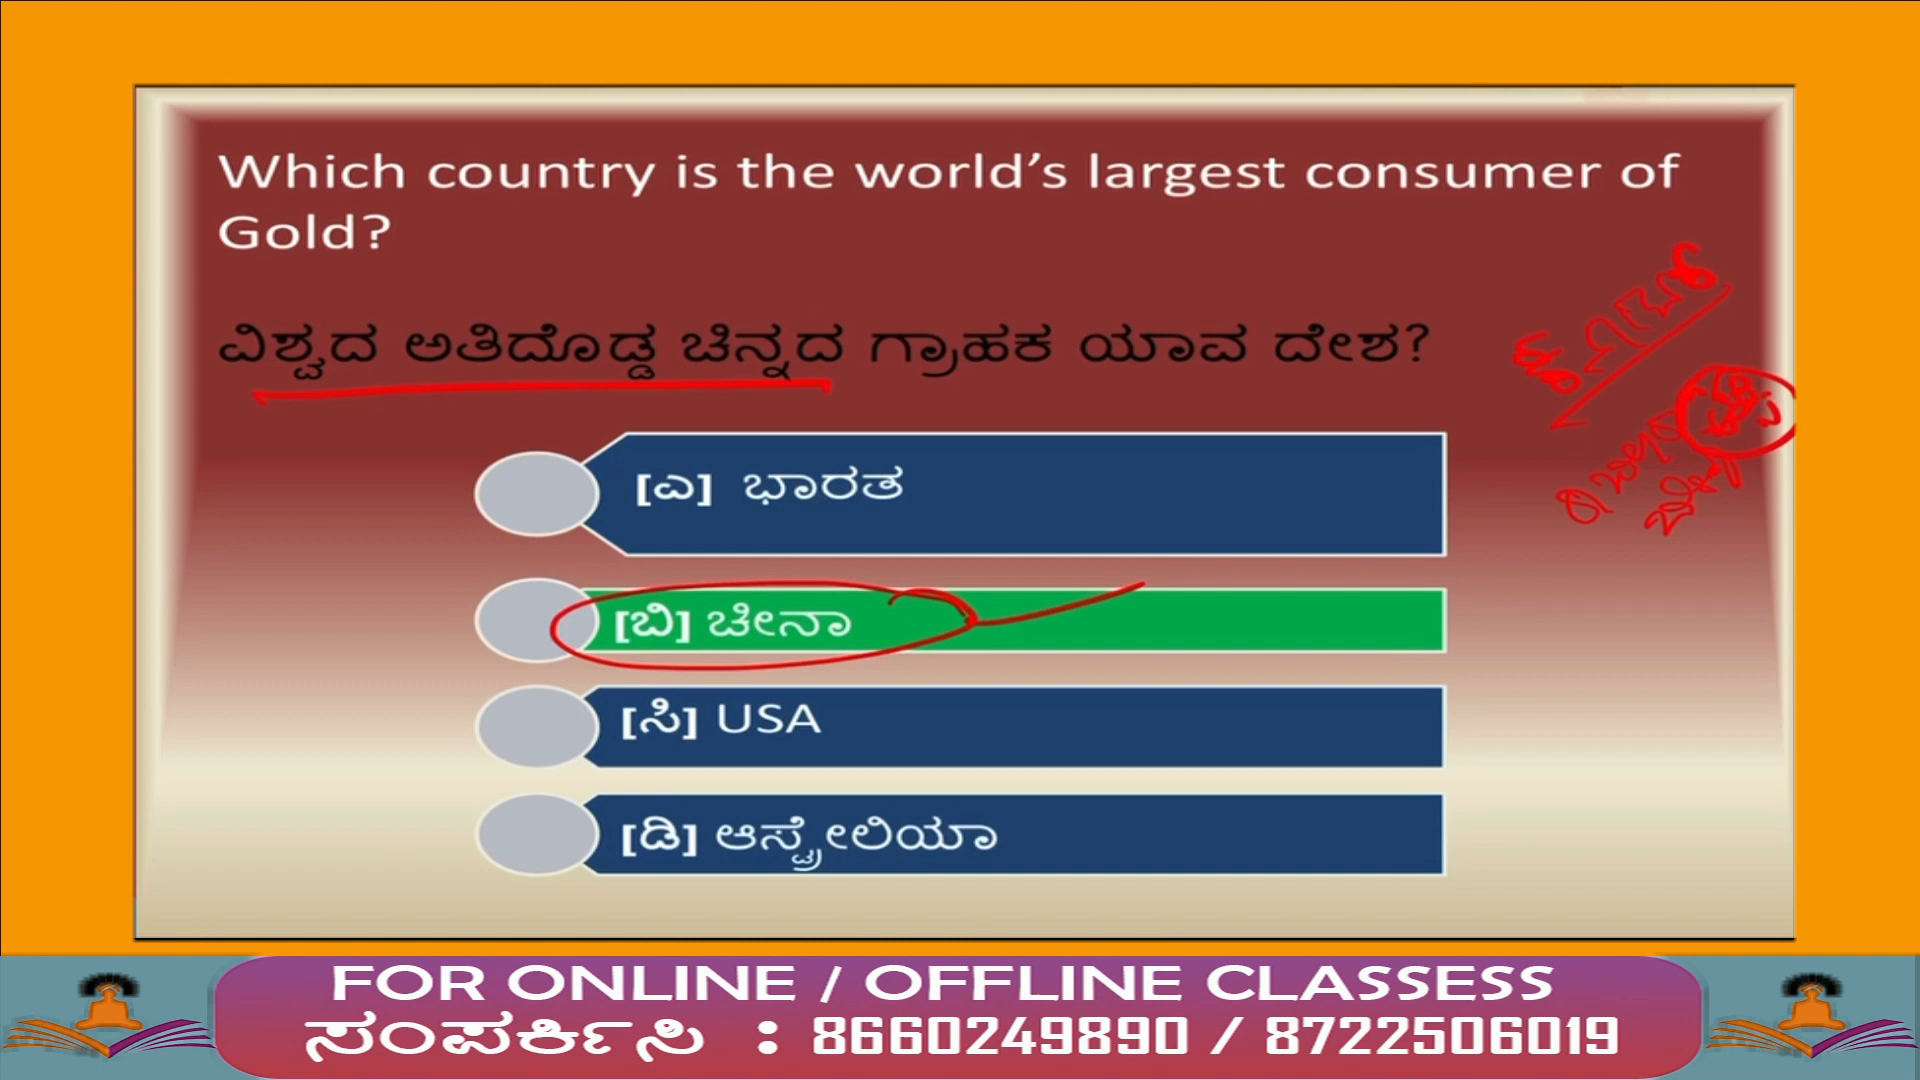 Which country is the world's largest consumer of
Gold?
ವಿಶ್ವದ ಅತಿದೊಡ್ಡ ಚಿನ್ನದ ಗ್ರಾಹಕ ಯಾವ ದೇಶ?
[ಎ] ಭಾರತ
[ಬಿ] ಚೀನಾ
[ಸಿ] USA
[ಡಿ] ಆಸ್ಟ್ರೇಲಿಯಾ
FOR ONLINE / OFFLINE CLASSESS
ಸಂಪರ್ಕಿಸಿ : 8660249890 / 8722506019